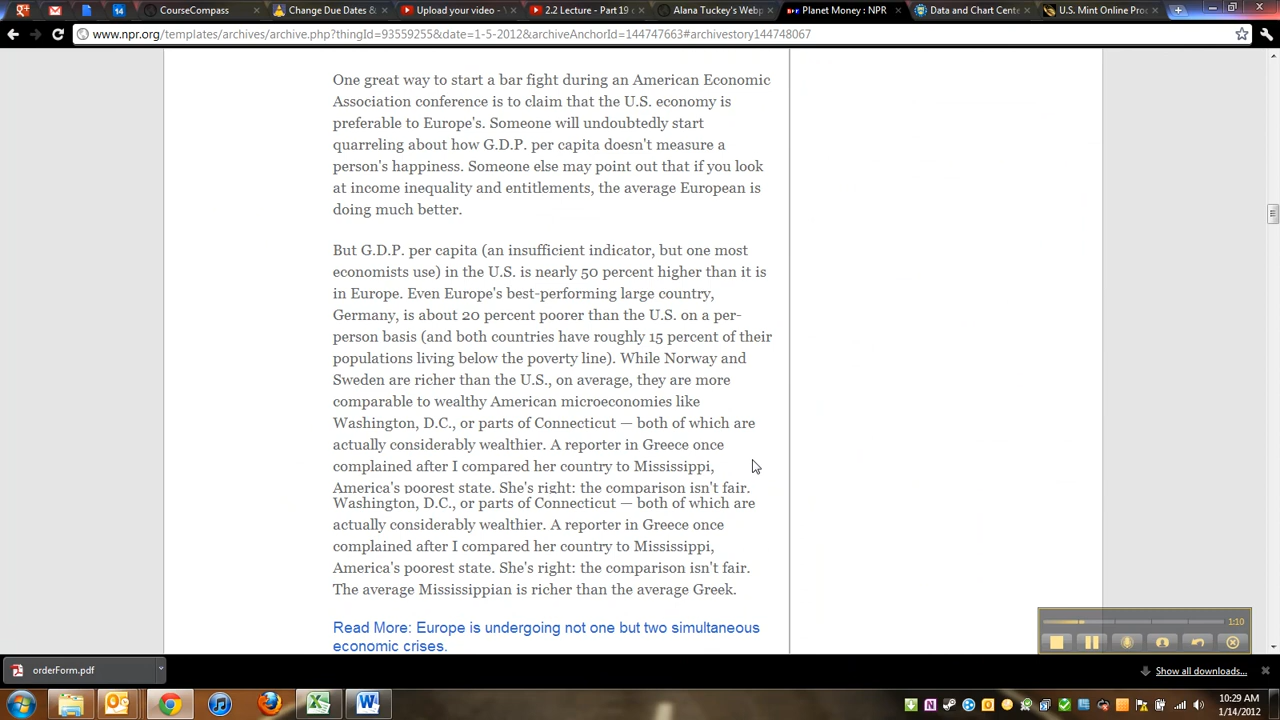 CourseCompass
Change Due Dates &
Upload your video -
2.2 Lecture - Part 19
Alana Tuckey's Webp
Planet Money : NPR
Data and Chart Cente
U.S. Mint Online Pro
14
www.npr.org/templates/archives/archive.php?thingId=93559255&date=1-5-2012&archiveAnchorId=144747663#archivestory144748067
One great way to start a bar fight during an American Economic
Association conference is to claim that the U.S. economy is
preferable to Europe's. Someone will undoubtedly start
quarreling about how G.D.P. per capita doesn't measure a
person's happiness. Someone else may point out that if you look
at income inequality and entitlements, the average European is
doing much better.
But G.D.P. per capita (an insufficient indicator, but one most
economists use) in the U.S. is nearly 50 percent higher than it is
in Europe. Even Europe's best-performing large country,
Germany, is about 20 percent poorer than the U.S. on a per-
person basis (and both countries have roughly 15 percent of their
populations living below the poverty line). While Norway and
Sweden are richer than the U.S., on average, they are more
comparable to wealthy American microeconomies like
Washington, D.C., or parts of Connecticut — both of which are
actually considerably wealthier. A reporter in Greece once
complained after I compared her country to Mississippi,
America's poorest state. She's right: the comparison isn't fair.
Washington, D.C., or parts of Connecticut — both of which are
actually considerably wealthier. A reporter in Greece once
complained after I compared her country to Mississippi,
America's poorest state. She's right: the comparison isn't fair.
The average Mississippian is richer than the average Greek.
Read More: Europe is undergoing not one but two simultaneous
economic crises.
1:10
orderForm.pdf
Show all downloads...
10:29 AM
1/14/2012